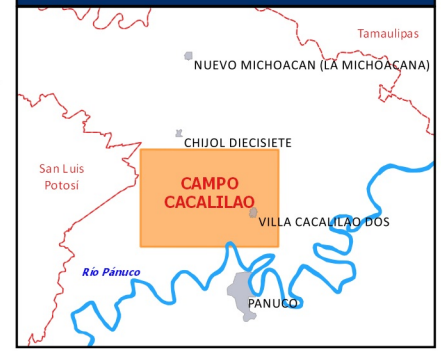 Tamaulipas
NUEVO MICHOACAN (LA MICHOACANA)
CHIJOL DIECISIETE
San Luis
Potosí
CAMPO
CACALILAO
VILLA CACALILAO DOS
Río Pánuco
PANUCO